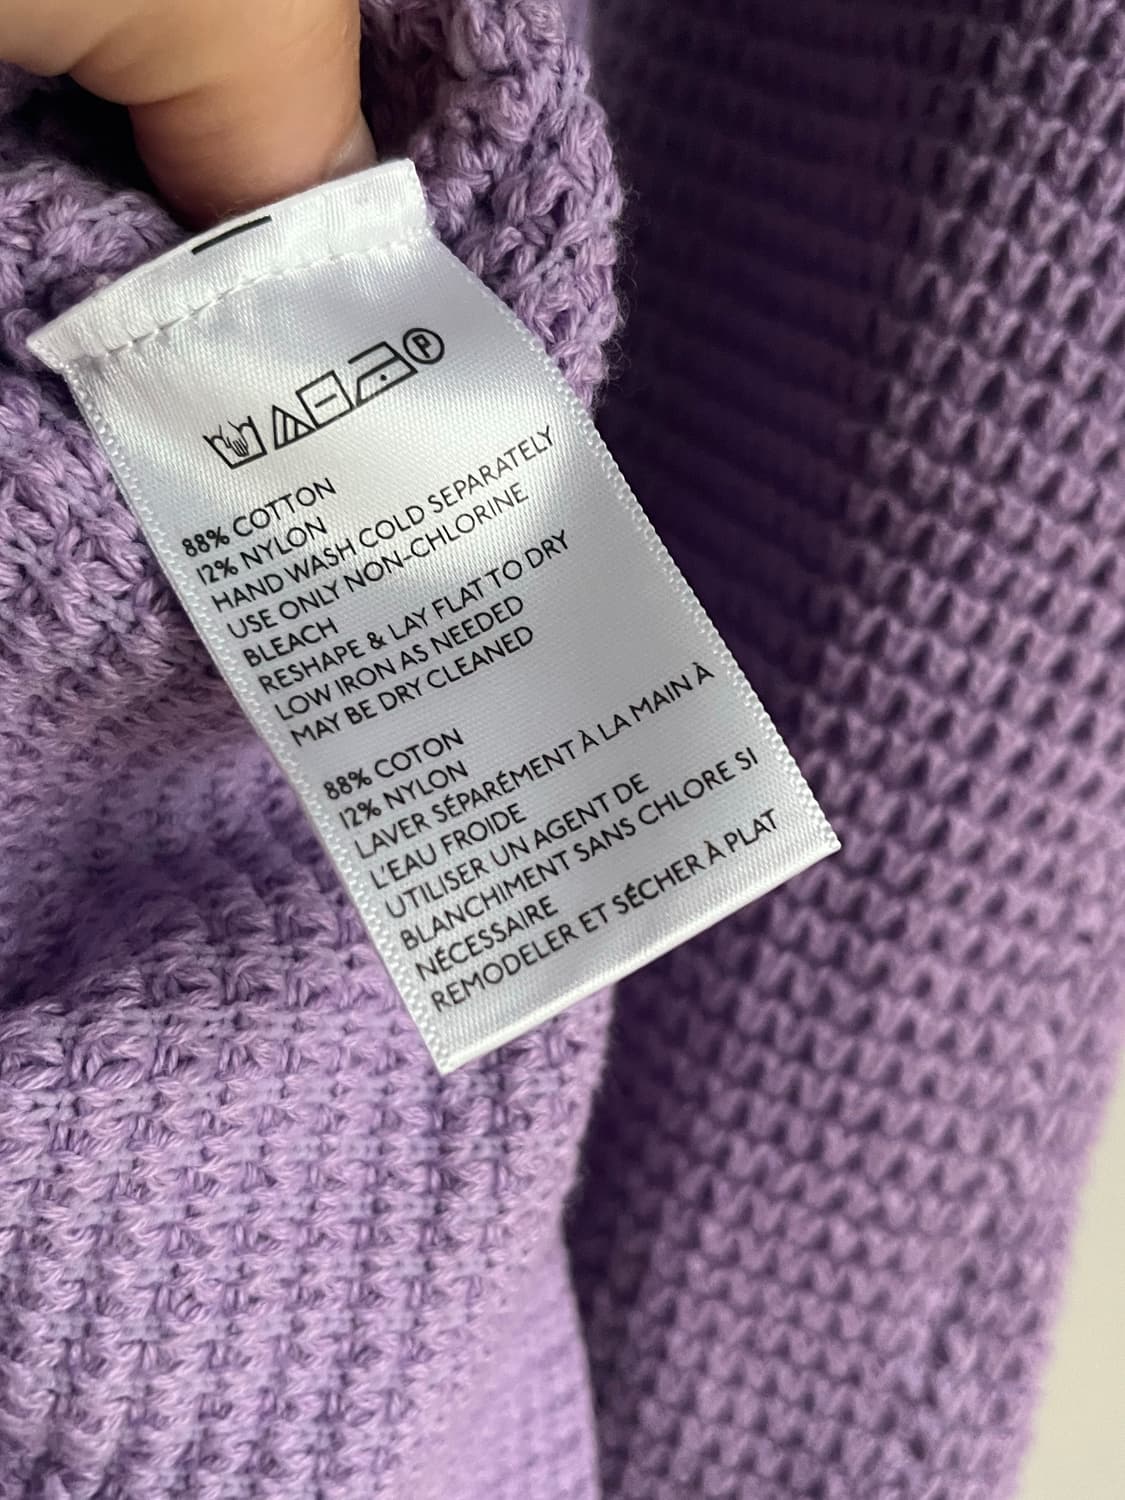 P
88% COTTON
12% NYLON
HAND WASH COLD SEPARATELY
USE ONLY NON-CHLORINE
BLEACH
RESHAPE & LAY FLAT TO DRY
LOW IRON AS NEEDED
MAY BE DRY CLEANED
88% COTON
12% NYLON
LAVER SÉPARÉMENT À LA MAIN À
L'EAU FROIDE
UTILISER UN AGENT DE
BLANCHIMENT SANS CHLORE SI
NÉCESSAIRE
REMODELER ET SÉCHER À PLAT